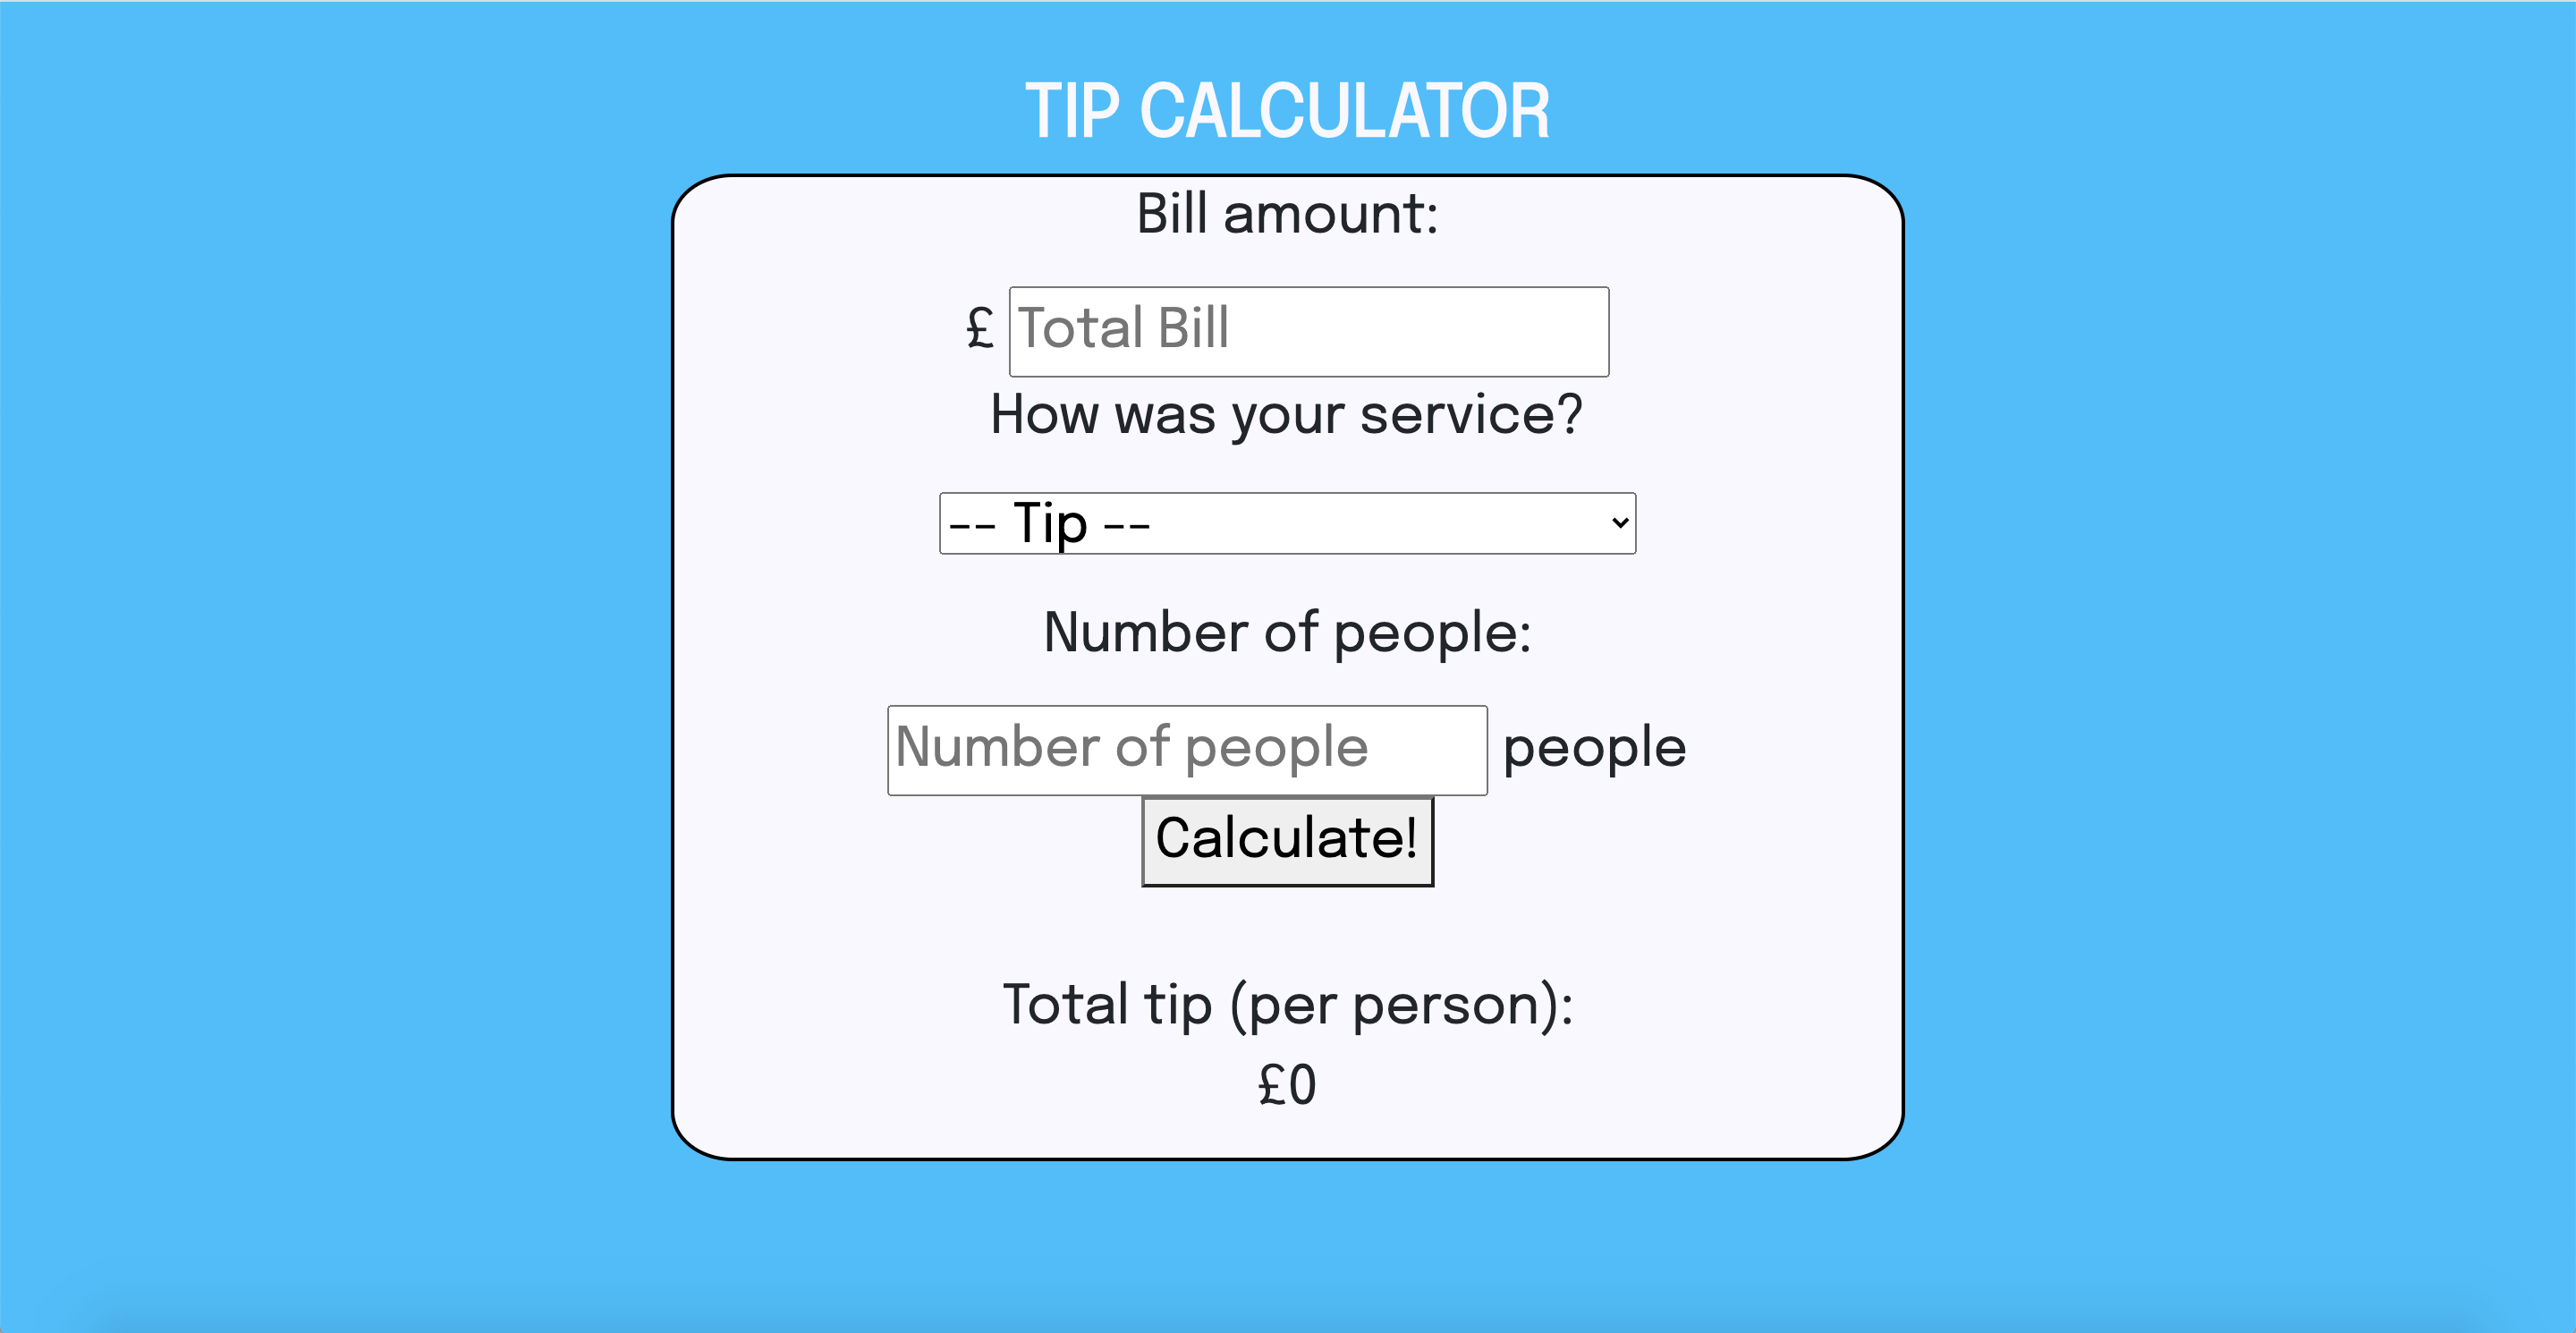 TIP CALCULATOR
Bill amount:
£ Total Bill
How was your service?
-- Tip --
Number of people:
Number of people people
Calculate!
Total tip (per person):
£0